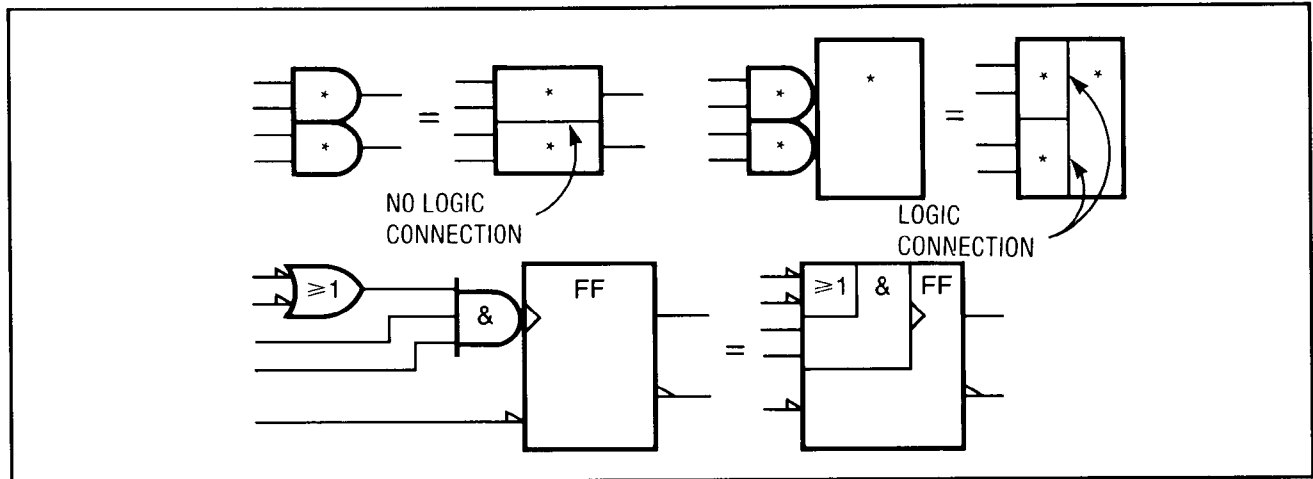 * = * * * = * *
* * * *
NO LOGIC
CONNECTION
LOGIC
CONNECTION
≥1 & FF = ≥1 & FF